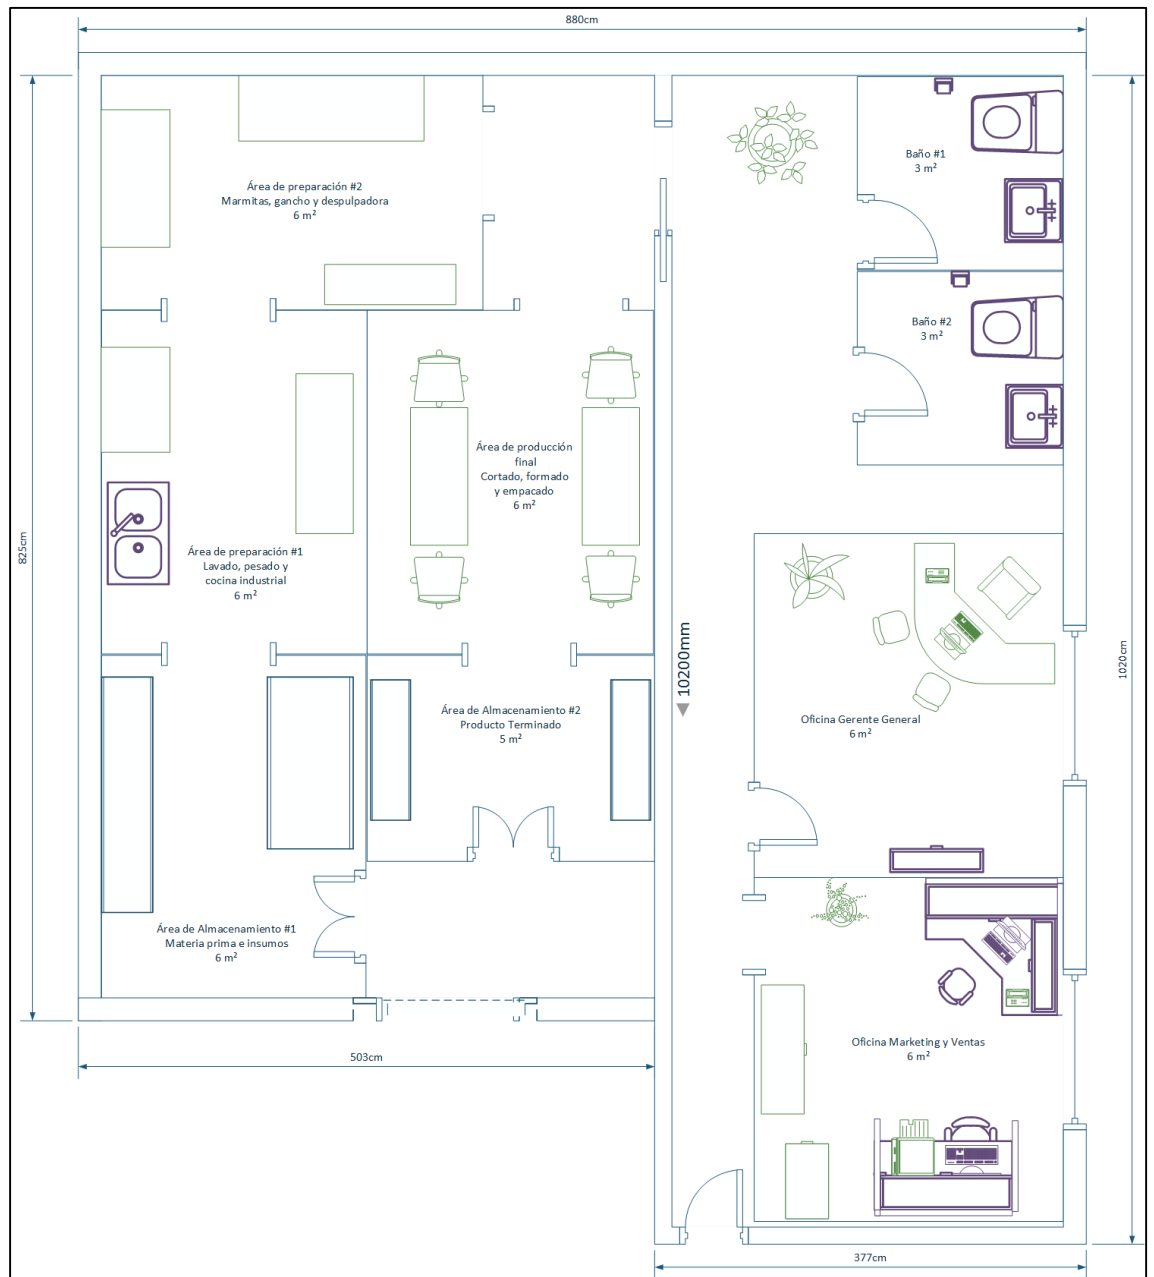 880cm
Área de preparación #2
Marmitas, gancho y despulpadora
6 m²
Baño #1
3 m²
Baño #2
3 m²
Área de producción
final
Cortado, formado
y empacado
6 m²
825cm
Área de preparación #1
Lavado, pesado y
cocina industrial
6 m²
10200mm
1020cm
Área de Almacenamiento #2
Producto Terminado
5 m²
Oficina Gerente General
6 m²
Área de Almacenamiento #1
Materia prima e insumos
6 m²
Oficina Marketing y Ventas
6 m²
503cm
377cm